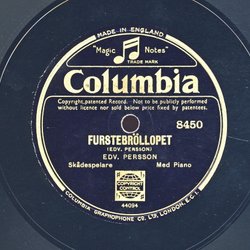 MADE IN ENGLAND
"Magic Notes"
TRADE MARK
Columbia
Copyright, patented Record. Not to be publicly performed
without licence nor sold below price fixed by patentees.
8450
FURSTEBRÖLLOPET
(EDV. PERSSON)
EDV. PERSSON
Skådespelare Med Piano
COPYRIGHT
44094
COLUMBIA GRAPHOPHONE CO. LTD, LONDON, E.C.1.